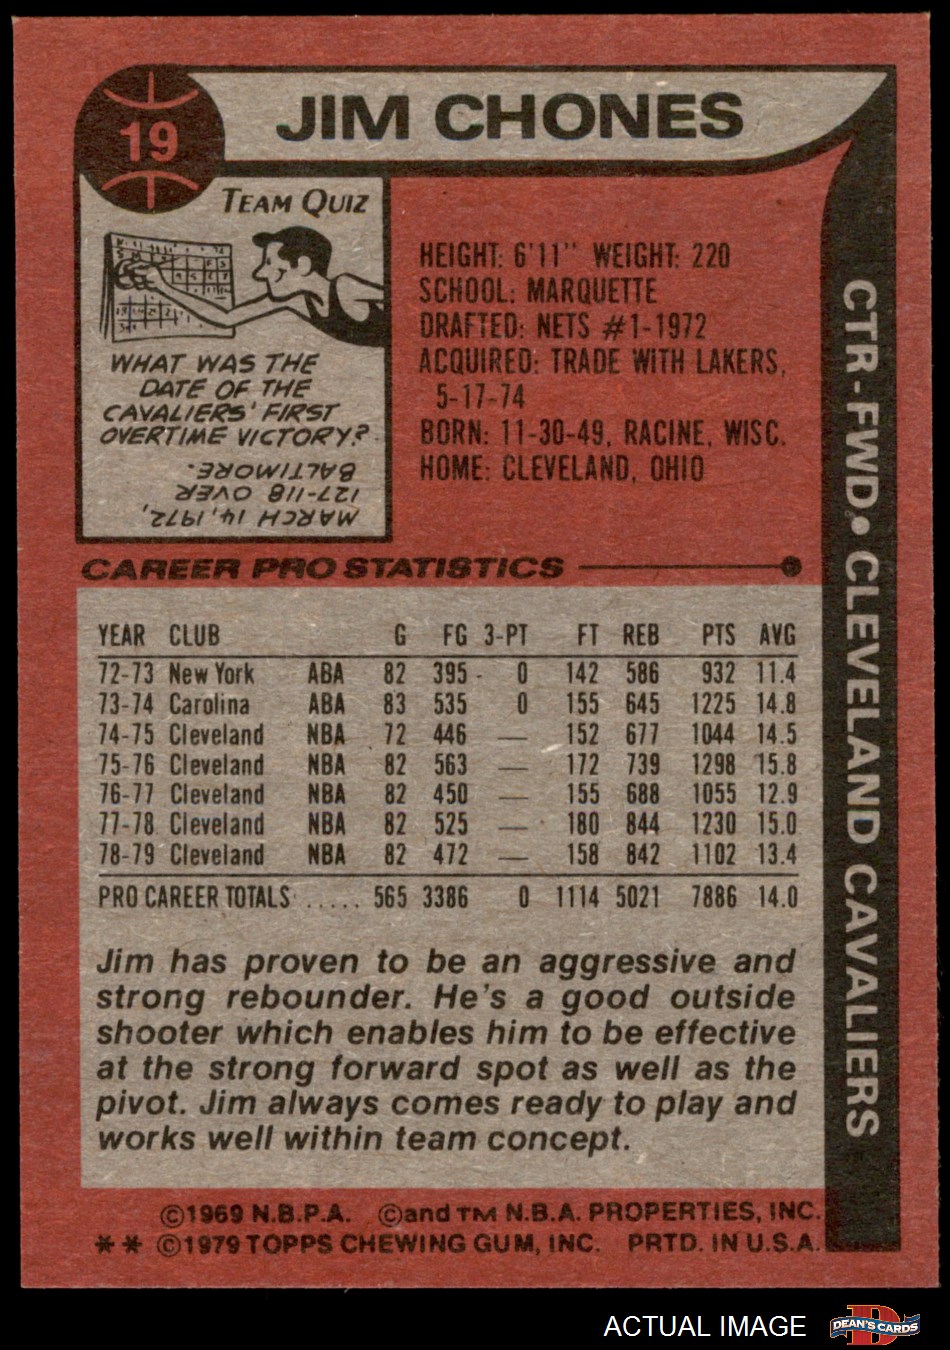 19
JIM CHONES
TEAM QUIZ
WHAT WAS THE
DATE OF THE
CAVALIERS' FIRST
OVERTIME VICTORY?
MARCH 14, 1972,
127-118 OVER
BALTIMORE.
HEIGHT: 6'11" WEIGHT: 220
SCHOOL: MARQUETTE
DRAFTED: NETS #1-1972
ACQUIRED: TRADE WITH LAKERS,
5-17-74
BORN: 11-30-49, RACINE, WISC.
HOME: CLEVELAND, OHIO
CTR-FWD • CLEVELAND CAVALIERS
CAREER PRO STATISTICS
YEAR CLUB G FG 3-PT FT REB PTS AVG
72-73 New York ABA 82 395 0 142 586 932 11.4
73-74 Carolina ABA 83 535 0 155 645 1225 14.8
74-75 Cleveland NBA 72 446 — 152 677 1044 14.5
75-76 Cleveland NBA 82 563 — 172 739 1298 15.8
76-77 Cleveland NBA 82 450 — 155 688 1055 12.9
77-78 Cleveland NBA 82 525 — 180 844 1230 15.0
78-79 Cleveland NBA 82 472 — 158 842 1102 13.4
PRO CAREER TOTALS ..... 565 3386 0 1114 5021 7886 14.0
Jim has proven to be an aggressive and
strong rebounder. He's a good outside
shooter which enables him to be effective
at the strong forward spot as well as the
pivot. Jim always comes ready to play and
works well within team concept.
©1969 N.B.P.A. ©and TM N.B.A. PROPERTIES, INC.
** ©1979 TOPPS CHEWING GUM, INC. PRTD. IN U.S.A.
ACTUAL IMAGE
D
DEAN'S CARDS